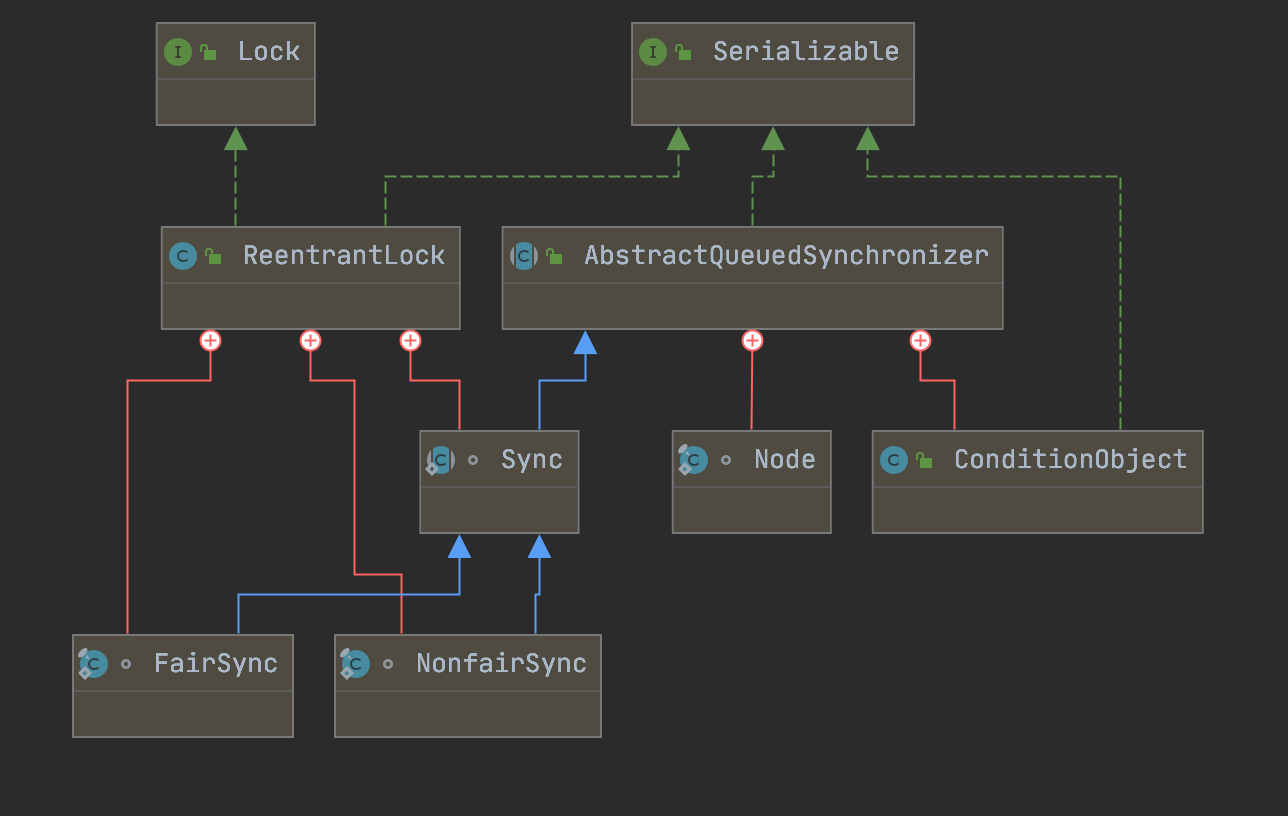 Lock
Serializable
ReentrantLock
AbstractQueuedSynchronizer
Sync
Node
ConditionObject
FairSync
NonfairSync